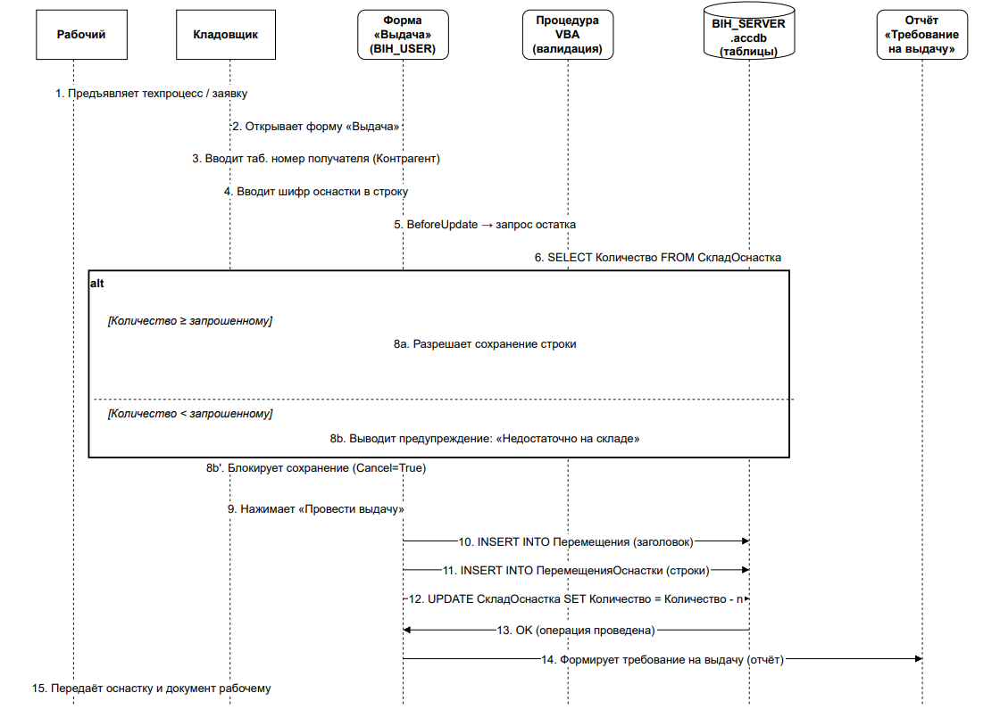 Рабочий
Кладовщик
Форма
«Выдача»
(BIH_USER)
Процедура
VBA
(валидация)
BIH_SERVER
.accdb
(таблицы)
Отчёт
«Требование
на выдачу»
1. Предъявляет техпроцесс / заявку
2. Открывает форму «Выдача»
3. Вводит таб. номер получателя (Контрагент)
4. Вводит шифр оснастки в строку
5. BeforeUpdate → запрос остатка
6. SELECT Количество FROM СкладОснастка
alt
[Количество ≥ запрошенному]
8a. Разрешает сохранение строки
[Количество < запрошенному]
8b. Выводит предупреждение: «Недостаточно на складе»
8b'. Блокирует сохранение (Cancel=True)
9. Нажимает «Провести выдачу»
10. INSERT INTO Перемещения (заголовок)
11. INSERT INTO ПеремещенияОснастки (строки)
12. UPDATE СкладОснастка SET Количество = Количество - n
13. OK (операция проведена)
14. Формирует требование на выдачу (отчёт)
15. Передаёт оснастку и документ рабочему